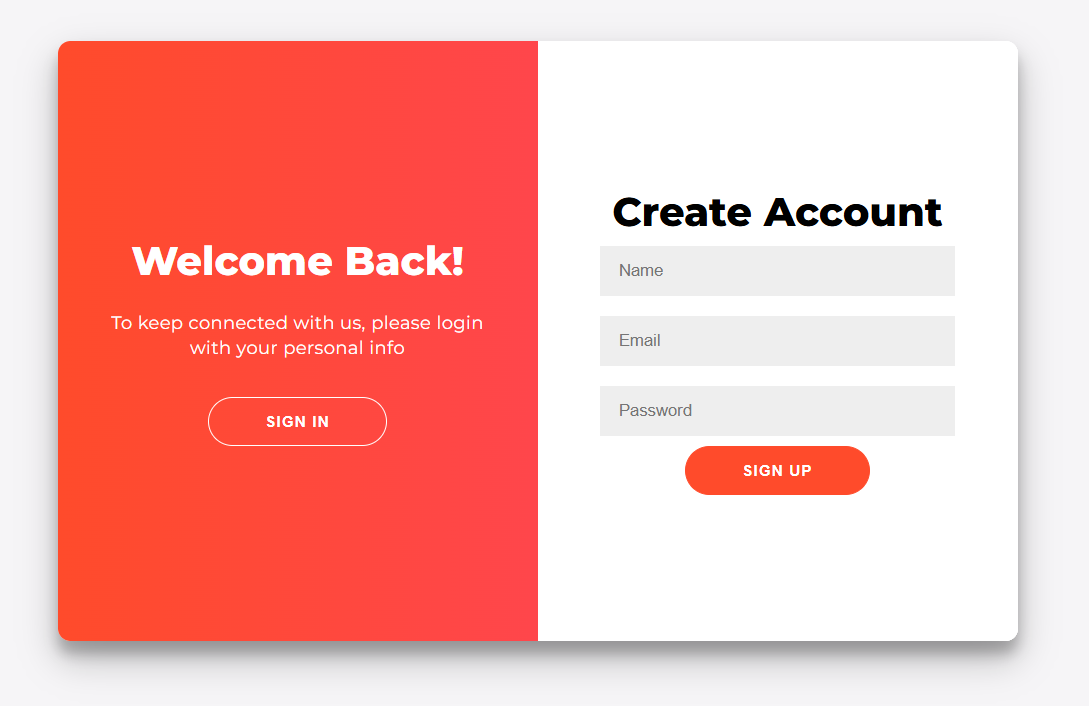 Welcome Back!
To keep connected with us, please login
with your personal info
SIGN IN
Create Account
Name
Email
Password
SIGN UP